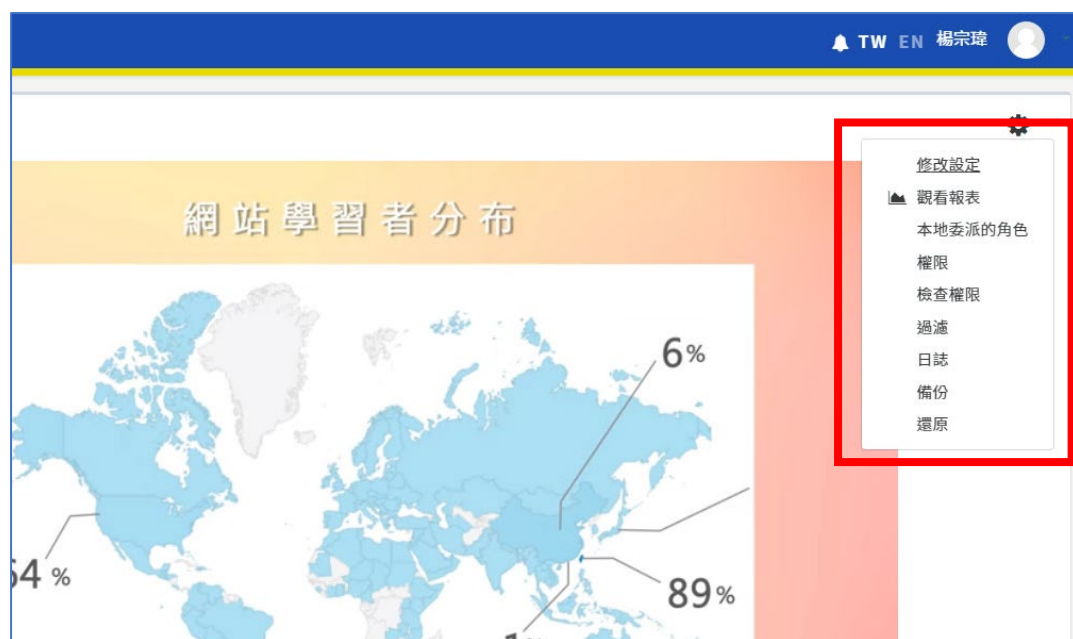 TW EN 楊宗瑋
修改設定
觀看報表
本地委派的角色
權限
檢查權限
過濾
日誌
備份
還原
網站學習者分布
6%
89%